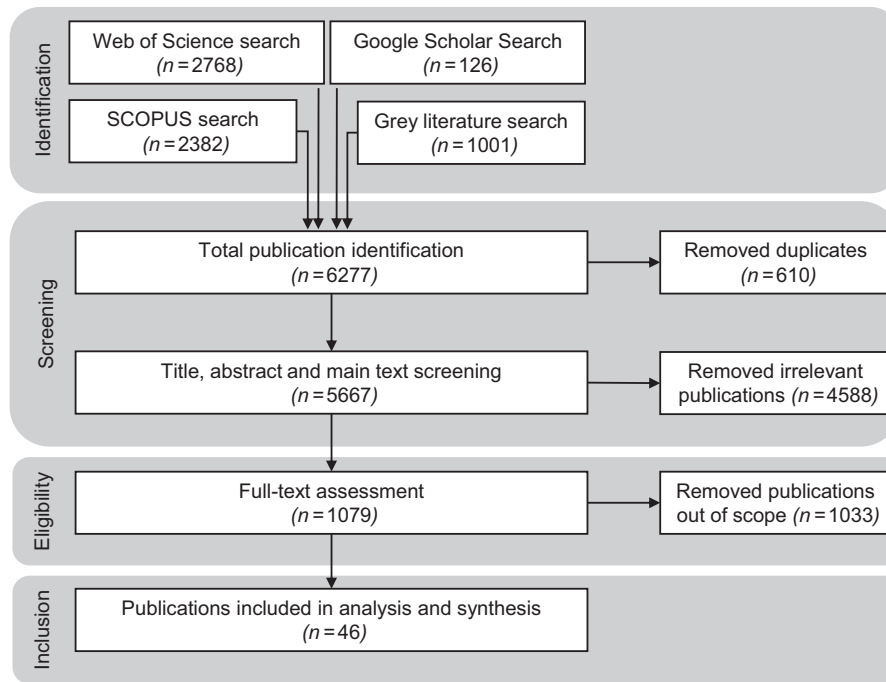 Identification
Web of Science search
(n = 2768)
Google Scholar Search
(n = 126)
SCOPUS search
(n = 2382)
Grey literature search
(n = 1001)
Screening
Total publication identification
(n = 6277)
Removed duplicates
(n = 610)
Title, abstract and main text screening
(n = 5667)
Removed irrelevant
publications (n = 4588)
Eligibility
Full-text assessment
(n = 1079)
Removed publications
out of scope (n = 1033)
Inclusion
Publications included in analysis and synthesis
(n = 46)